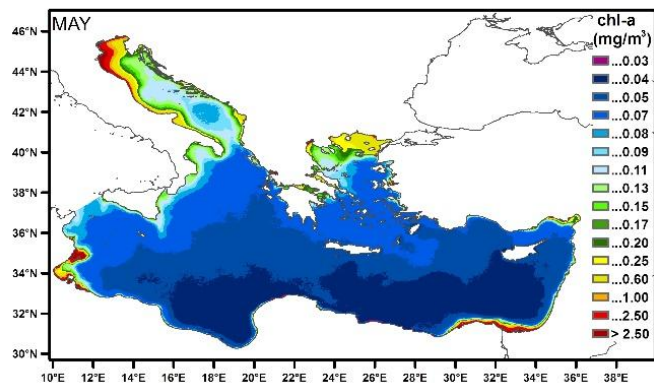 MAY
chl-a
(mg/m³)
...0.03
...0.04
...0.05
...0.07
...0.08
...0.09
...0.11
...0.13
...0.15
...0.17
...0.20
...0.25
...0.60
...1.00
...2.50
> 2.50
46°N
44°N
42°N
40°N
38°N
36°N
34°N
32°N
30°N
10°E 12°E 14°E 16°E 18°E 20°E 22°E 24°E 26°E 28°E 30°E 32°E 34°E 36°E 38°E